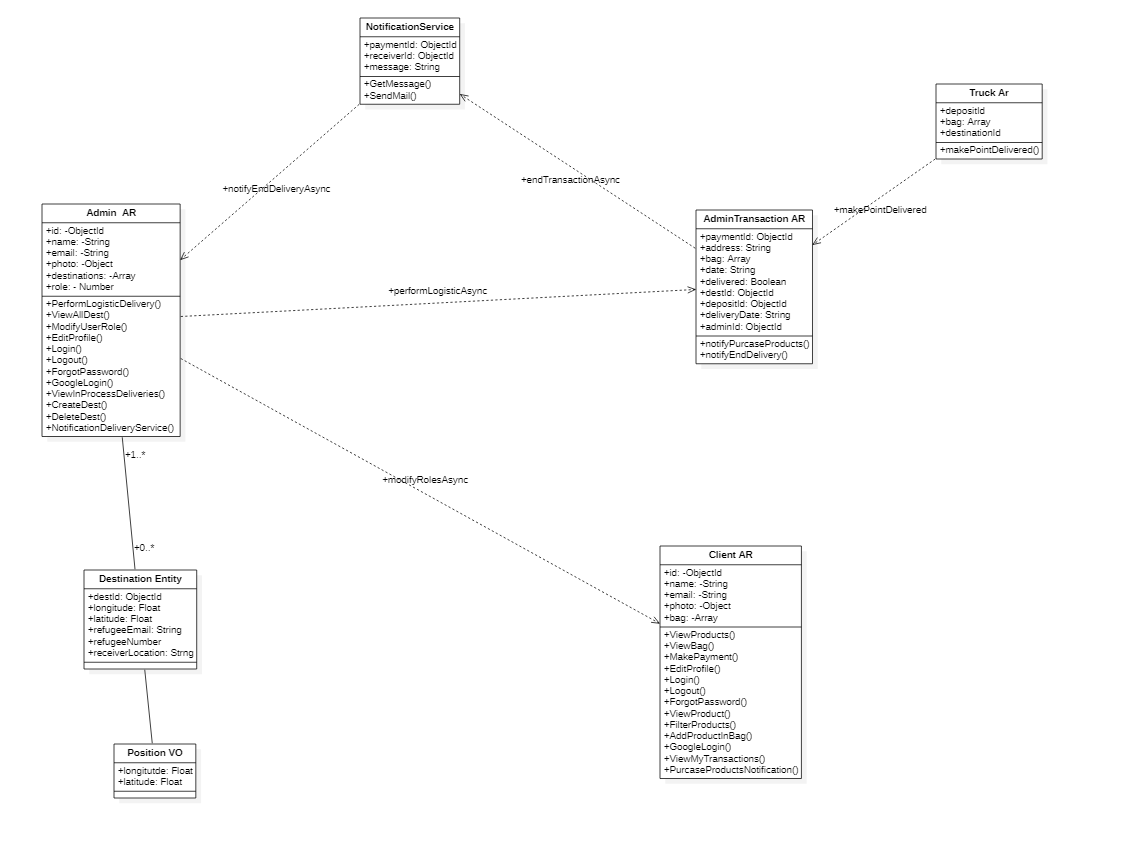 NotificationService
+paymentId: ObjectId
+receiverId: ObjectId
+message: String
+GetMessage()
+SendMail()
Truck Ar
+depositId
+bag: Array
+destinationId
+makePointDelivered()
+endTransactionAsync
+notifyEndDeliveryAsync
+makePointDelivered
Admin  AR
+id: -ObjectId
+name: -String
+email: -String
+photo: -Object
+destinations: -Array
+role: - Number
+PerformLogisticDelivery()
+ViewAllDest()
+ModifyUserRole()
+EditProfile()
+Login()
+Logout()
+ForgotPassword()
+GoogleLogin()
+ViewInProcessDeliveries()
+CreateDest()
+DeleteDest()
+NotificationDeliveryService()
+performLogisticAsync
AdminTransaction AR
+paymentId: ObjectId
+address: String
+bag: Array
+date: String
+delivered: Boolean
+destId: ObjectId
+depositId: ObjectId
+deliveryDate: String
+adminId: ObjectId
+notifyPurcaseProducts()
+notifyEndDelivery()
+1..*
+modifyRolesAsync
+0..*
Destination Entity
+destId: ObjectId
+longitude: Float
+latitude: Float
+refugeeEmail: String
+refugeeNumber
+receiverLocation: Strng
Position VO
+longitutde: Float
+latitude: Float
Client AR
+id: -ObjectId
+name: -String
+email: -String
+photo: -Object
+bag: -Array
+ViewProducts()
+ViewBag()
+MakePayment()
+EditProfile()
+Login()
+Logout()
+ForgotPassword()
+ViewProduct()
+FilterProducts()
+AddProductInBag()
+GoogleLogin()
+ViewMyTransactions()
+PurcaseProductsNotification()